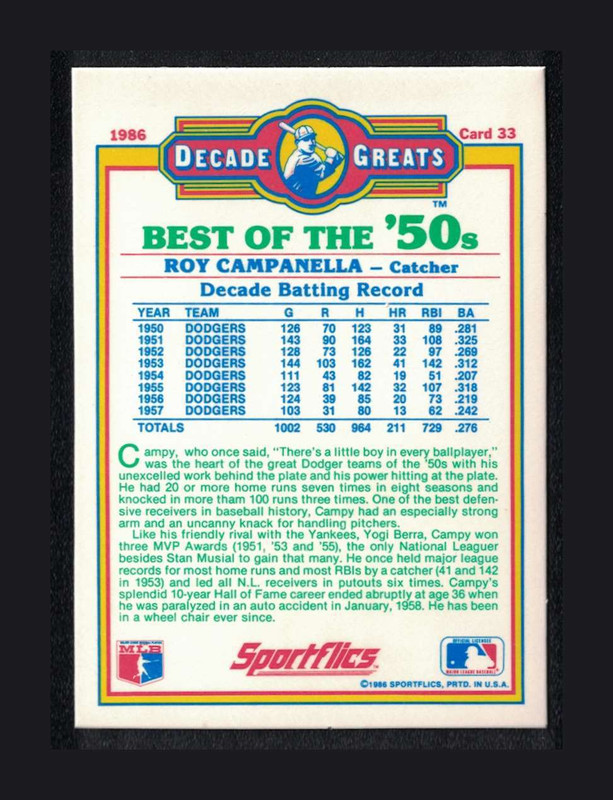 1986
Card 33
DECADE GREATS
TM
BEST OF THE '50s
ROY CAMPANELLA – Catcher
Decade Batting Record
YEAR TEAM G R H HR RBI BA
1950 DODGERS 126 70 123 31 89 .281
1951 DODGERS 143 90 164 33 108 .325
1952 DODGERS 128 73 126 22 97 .269
1953 DODGERS 144 103 162 41 142 .312
1954 DODGERS 111 43 82 19 51 .207
1955 DODGERS 123 81 142 32 107 .318
1956 DODGERS 124 39 85 20 73 .219
1957 DODGERS 103 31 80 13 62 .242
TOTALS 1002 530 964 211 729 .276
Campy, who once said, "There's a little boy in every ballplayer,"
was the heart of the great Dodger teams of the '50s with his
unexcelled work behind the plate and his power hitting at the plate.
He had 20 or more home runs seven times in eight seasons and
knocked in more than 100 runs three times. One of the best defen-
sive receivers in baseball history, Campy had an especially strong
arm and an uncanny knack for handling pitchers.
Like his friendly rival with the Yankees, Yogi Berra, Campy won
three MVP Awards (1951, '53 and '55), the only National Leaguer
besides Stan Musial to gain that many. He once held major league
records for most home runs and most RBIs by a catcher (41 and 142
in 1953) and led all N.L. receivers in putouts six times. Campy's
splendid 10-year Hall of Fame career ended abruptly at age 36 when
he was paralyzed in an auto accident in January, 1958. He has been
in a wheel chair ever since.
MLB
Sportflics
OFFICIAL LICENSEE
MAJOR LEAGUE BASEBALL
©1986 SPORTFLICS, PRTD. IN U.S.A.